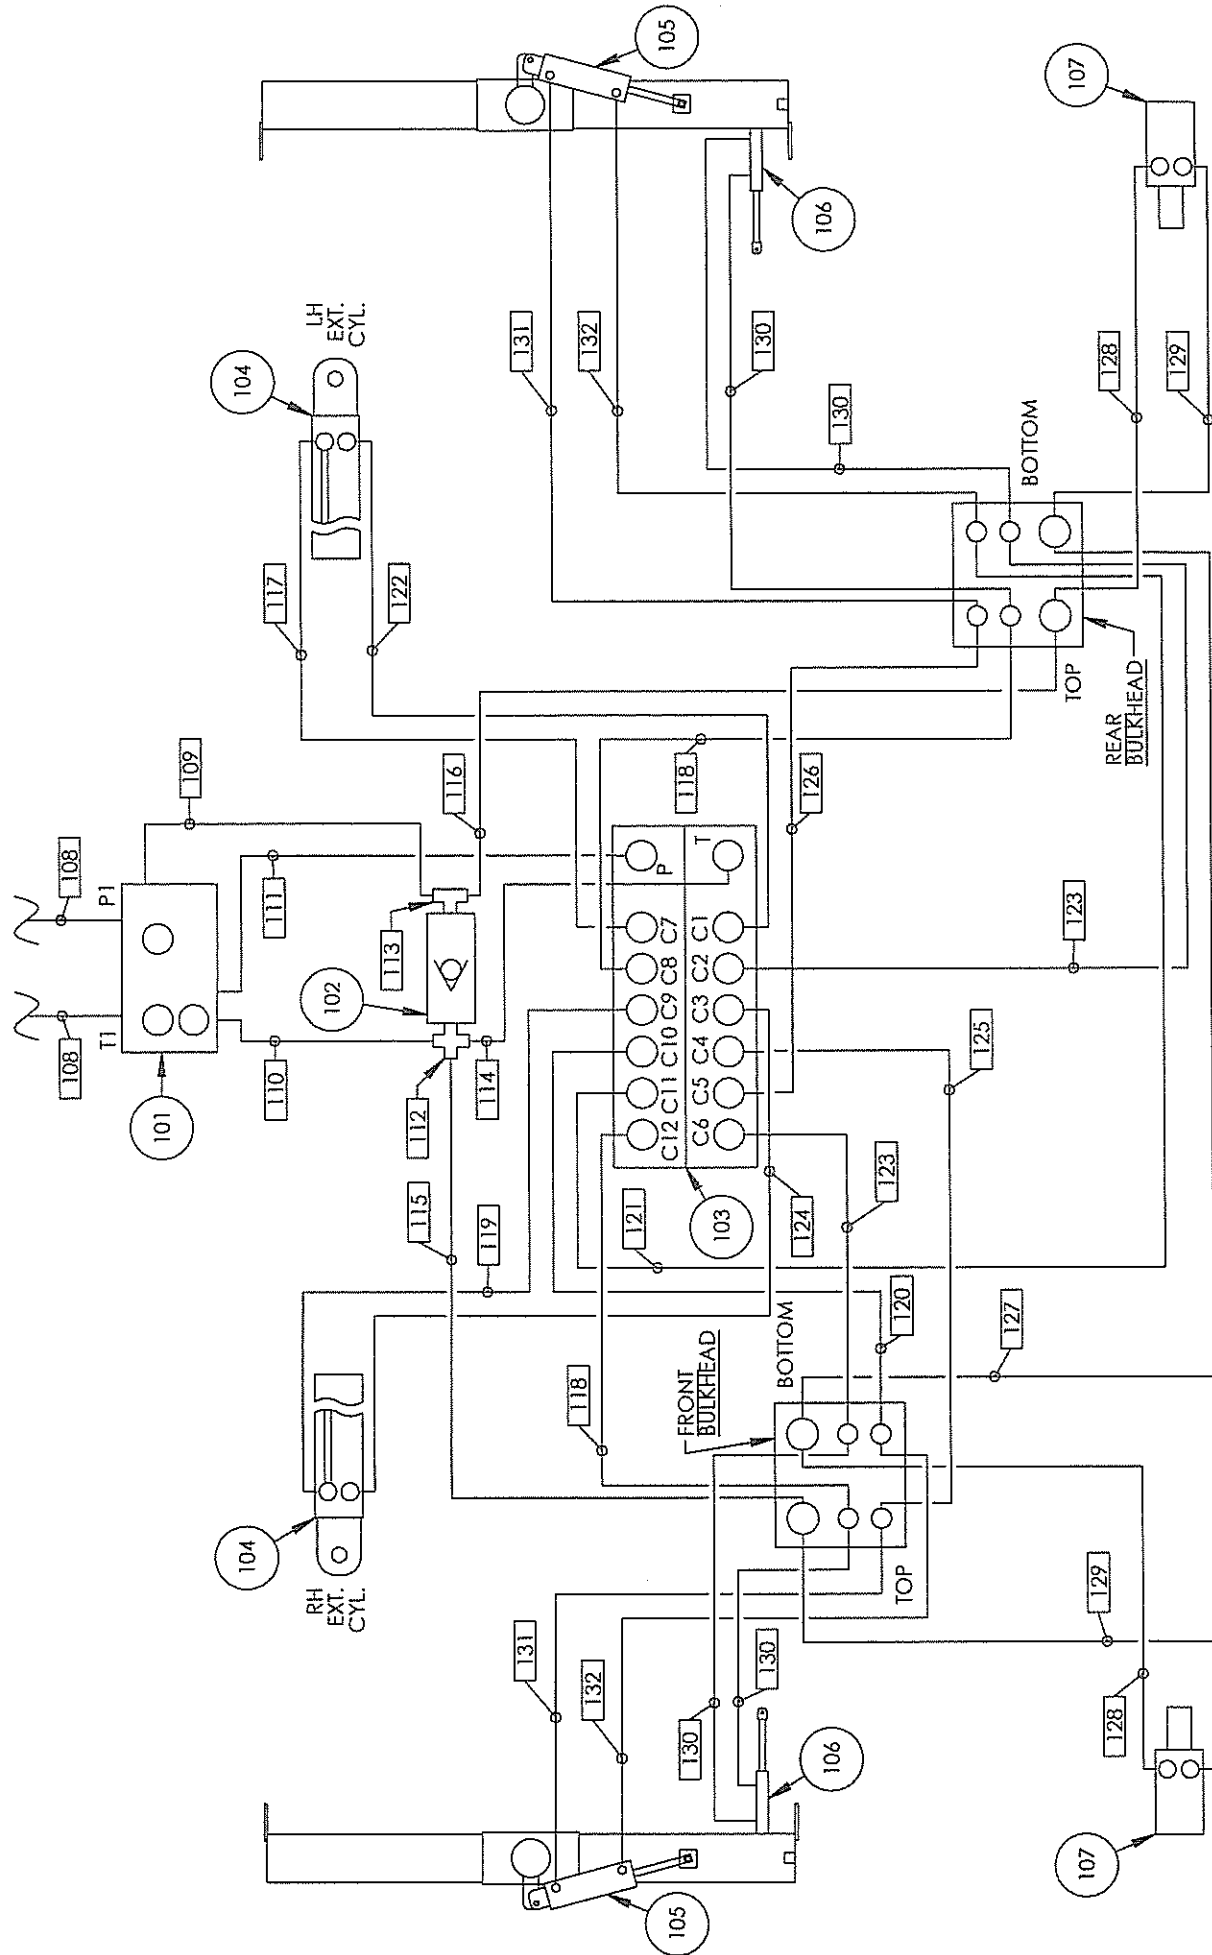 108
108
T1
P1
101
109
110
111
112
102
113
114
115
116
117
122
104
LH
EXT.
CYL.
105
131
132
130
106
130
107
128
129
RH
EXT.
CYL.
104
119
118
121
C12
C11
C10
C9
C8
C7
P
C6
C5
C4
C3
C2
C1
T
103
124
118
126
123
125
123
120
127
FRONT
BULKHEAD
BOTTOM
TOP
REAR
BULKHEAD
TOP
BOTTOM
131
132
130
130
106
105
129
128
107